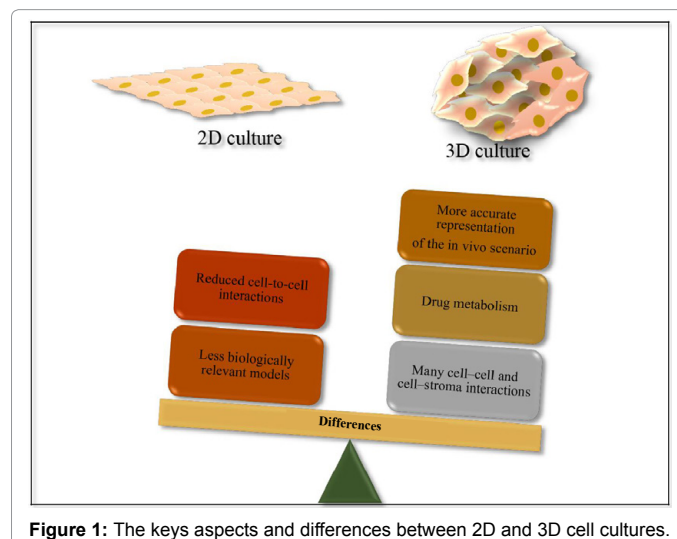 2D culture
3D culture
More accurate
representation
of the in vivo scenario
Reduced cell-to-cell
interactions
Drug metabolism
Less biologically
relevant models
Many cell–cell and
cell–stroma interactions
Differences
Figure 1: The keys aspects and differences between 2D and 3D cell cultures.